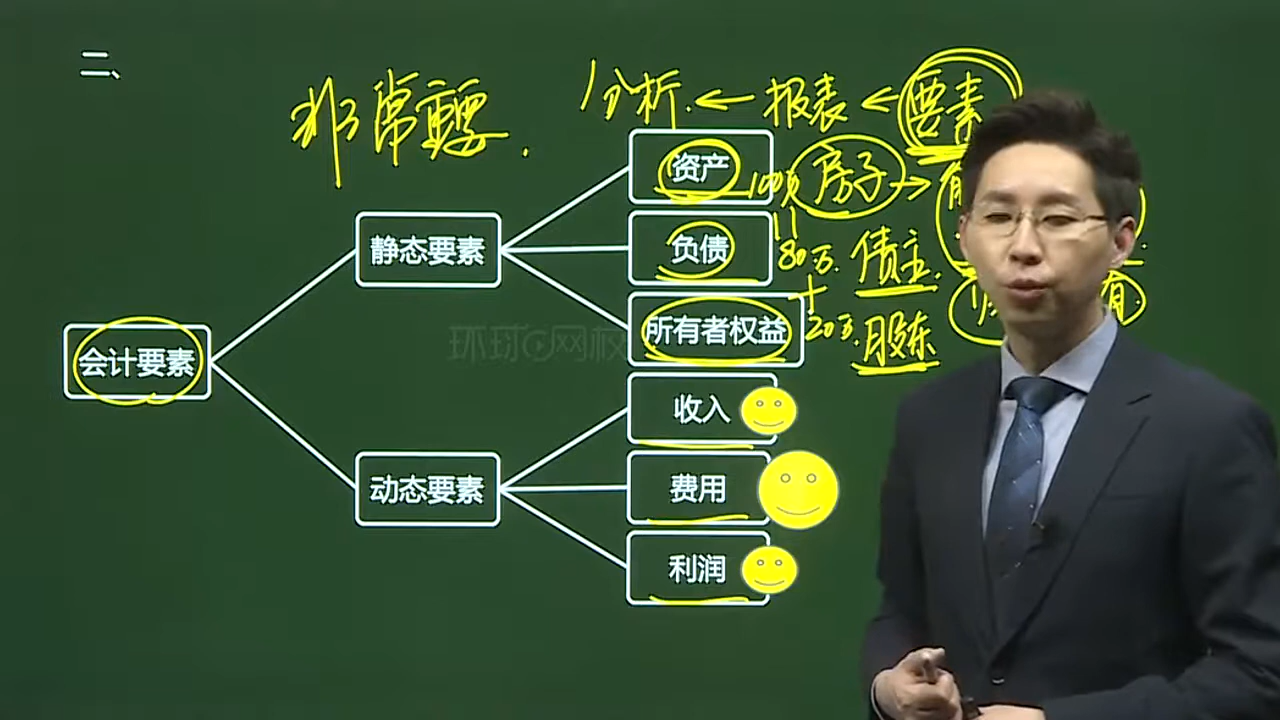 二、
非常重要.
分析.←报表←要素
会计要素
静态要素
资产
100万 房子→
负债
80万. 债主.
所有者权益
+20万. 股东
有.
动态要素
收入
费用
利润
环球网校